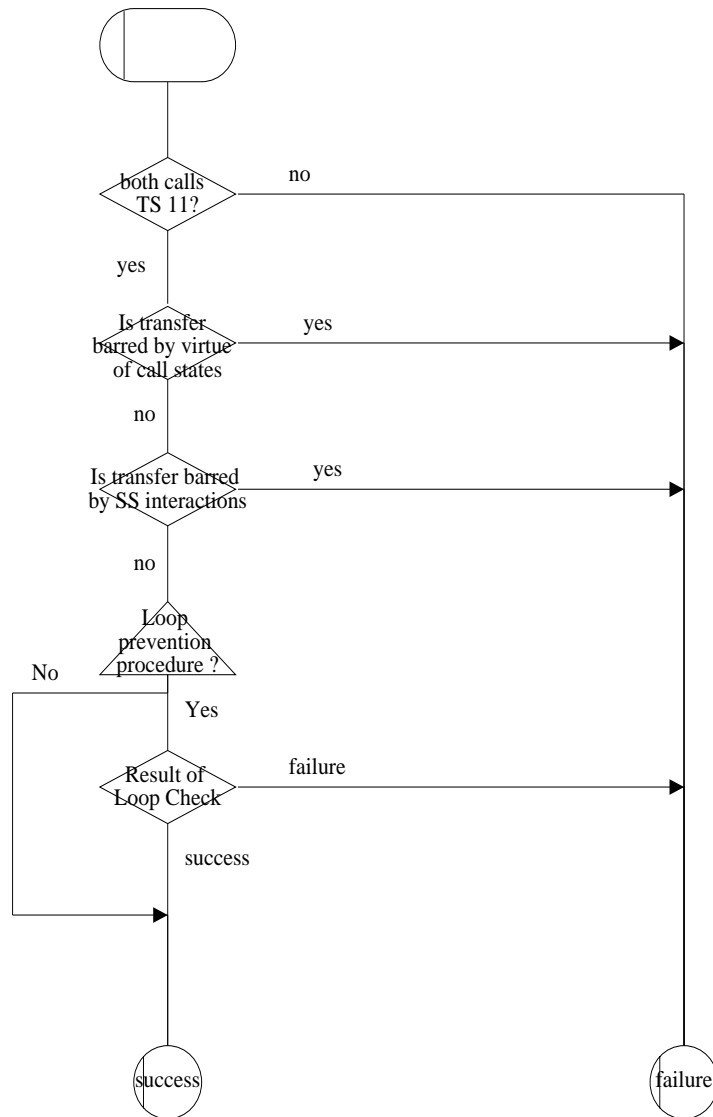 both calls
TS 11?
no
yes
Is transfer
barred by virtue
of call states
yes
no
Is transfer barred
by SS interactions
yes
no
Loop
prevention
procedure ?
No
Yes
Result of
Loop Check
failure
success
success
failure